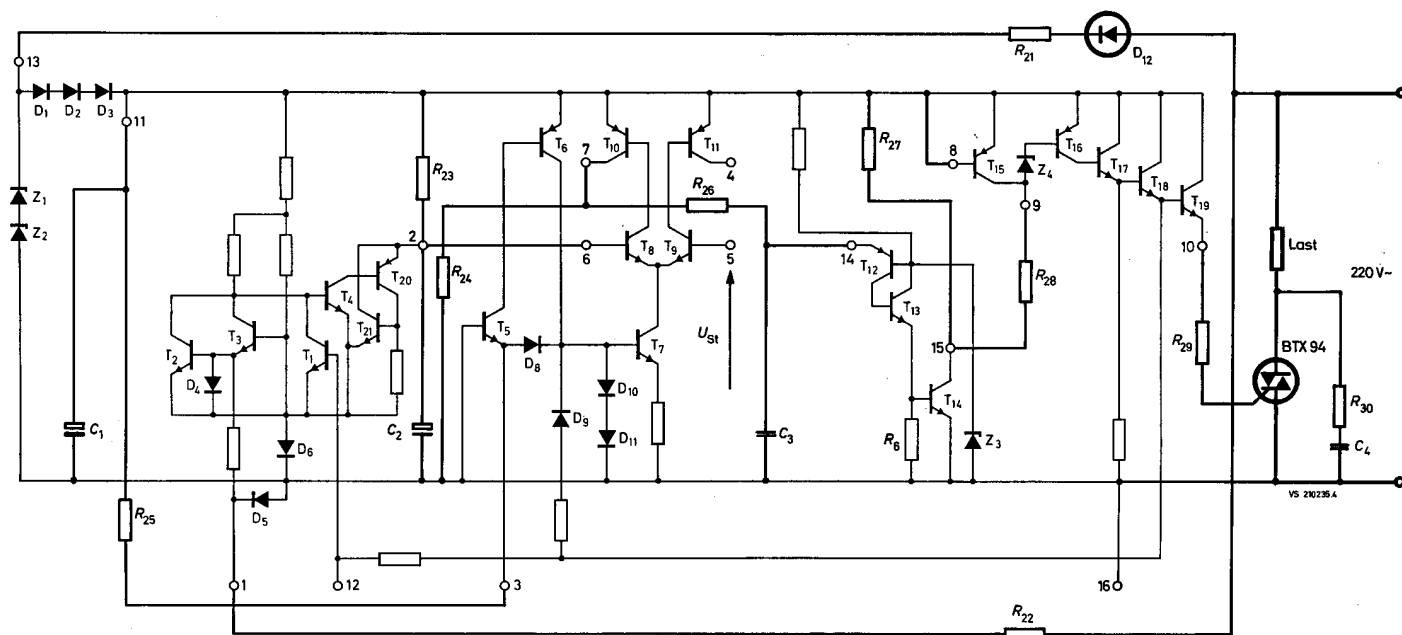 R21
D12
13
D1
D2
D3
11
T6
T10
T11
7
4
R27
8
T15
T16
Z4
T17
T18
T19
Z1
Z2
R23
R26
9
10
2
6
T8
T9
5
14
T12
Last
220 V~
R24
T20
T4
T21
T13
R28
T2
T3
T1
T5
D8
T7
USt
15
R29
BTX 94
D4
D10
T14
R30
C1
C2
D9
D11
C3
R6
Z3
C4
D6
VS 210235.4
R25
D5
1
12
3
16
R22